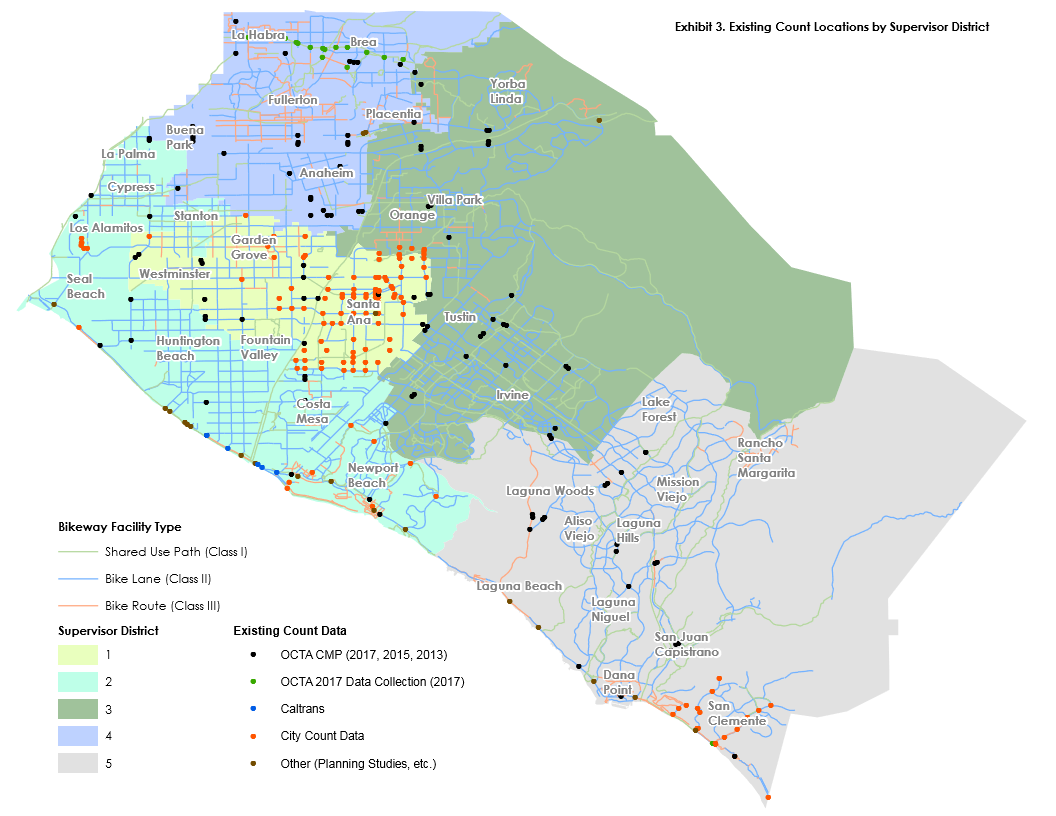 Exhibit 3. Existing Count Locations by Supervisor District
La Habra
Brea
Yorba
Linda
Fullerton
Placentia
Buena
Park
La Palma
Anaheim
Cypress
Villa Park
Stanton
Orange
Los Alamitos
Garden
Grove
Westminster
Seal
Beach
Santa
Ana
Tustin
Huntington
Beach
Fountain
Valley
Irvine
Costa
Mesa
Lake
Forest
Rancho
Santa
Margarita
Newport
Beach
Mission
Viejo
Laguna Woods
Aliso
Viejo
Laguna
Hills
Laguna Beach
Laguna
Niguel
San Juan
Capistrano
Dana
Point
San
Clemente
Bikeway Facility Type
Shared Use Path (Class I)
Bike Lane (Class II)
Bike Route (Class III)
Supervisor District
1
2
3
4
5
Existing Count Data
OCTA CMP (2017, 2015, 2013)
OCTA 2017 Data Collection (2017)
Caltrans
City Count Data
Other (Planning Studies, etc.)